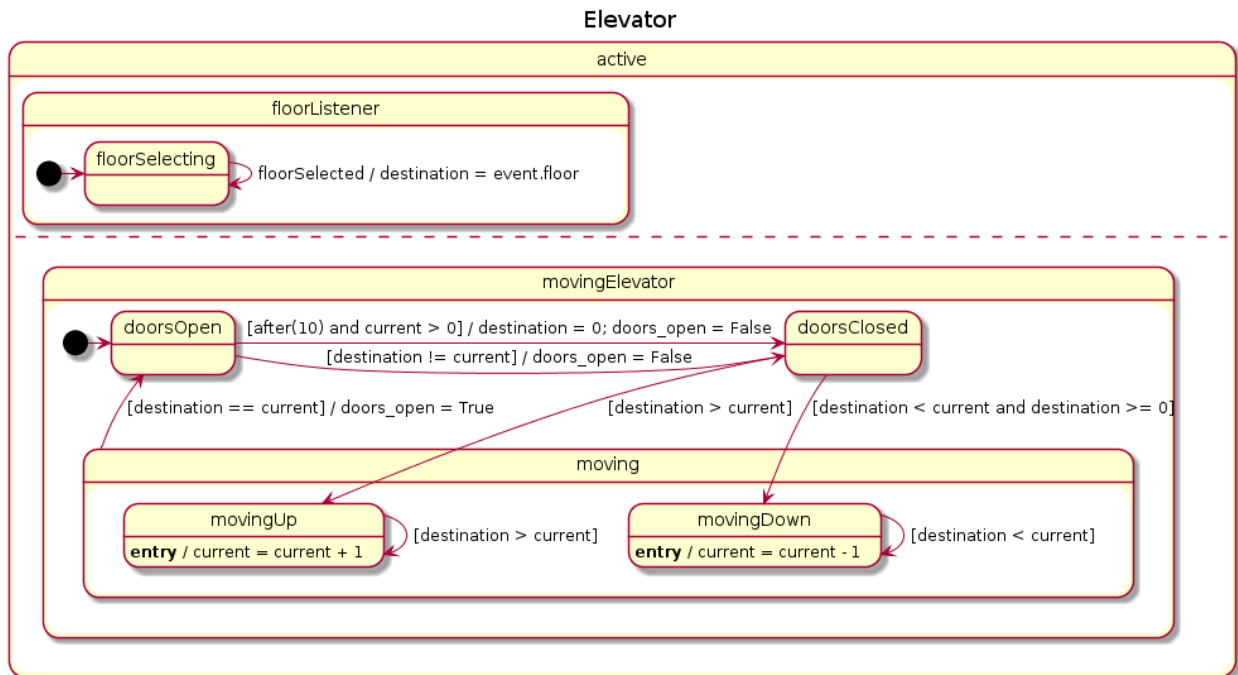 Elevator
active
floorListener
floorSelecting
floorSelected / destination = event.floor
movingElevator
doorsOpen
[after(10) and current > 0] / destination = 0; doors_open = False
doorsClosed
[destination != current] / doors_open = False
[destination == current] / doors_open = True
[destination > current]
[destination < current and destination >= 0]
moving
movingUp
entry / current = current + 1
[destination > current]
movingDown
entry / current = current - 1
[destination < current]